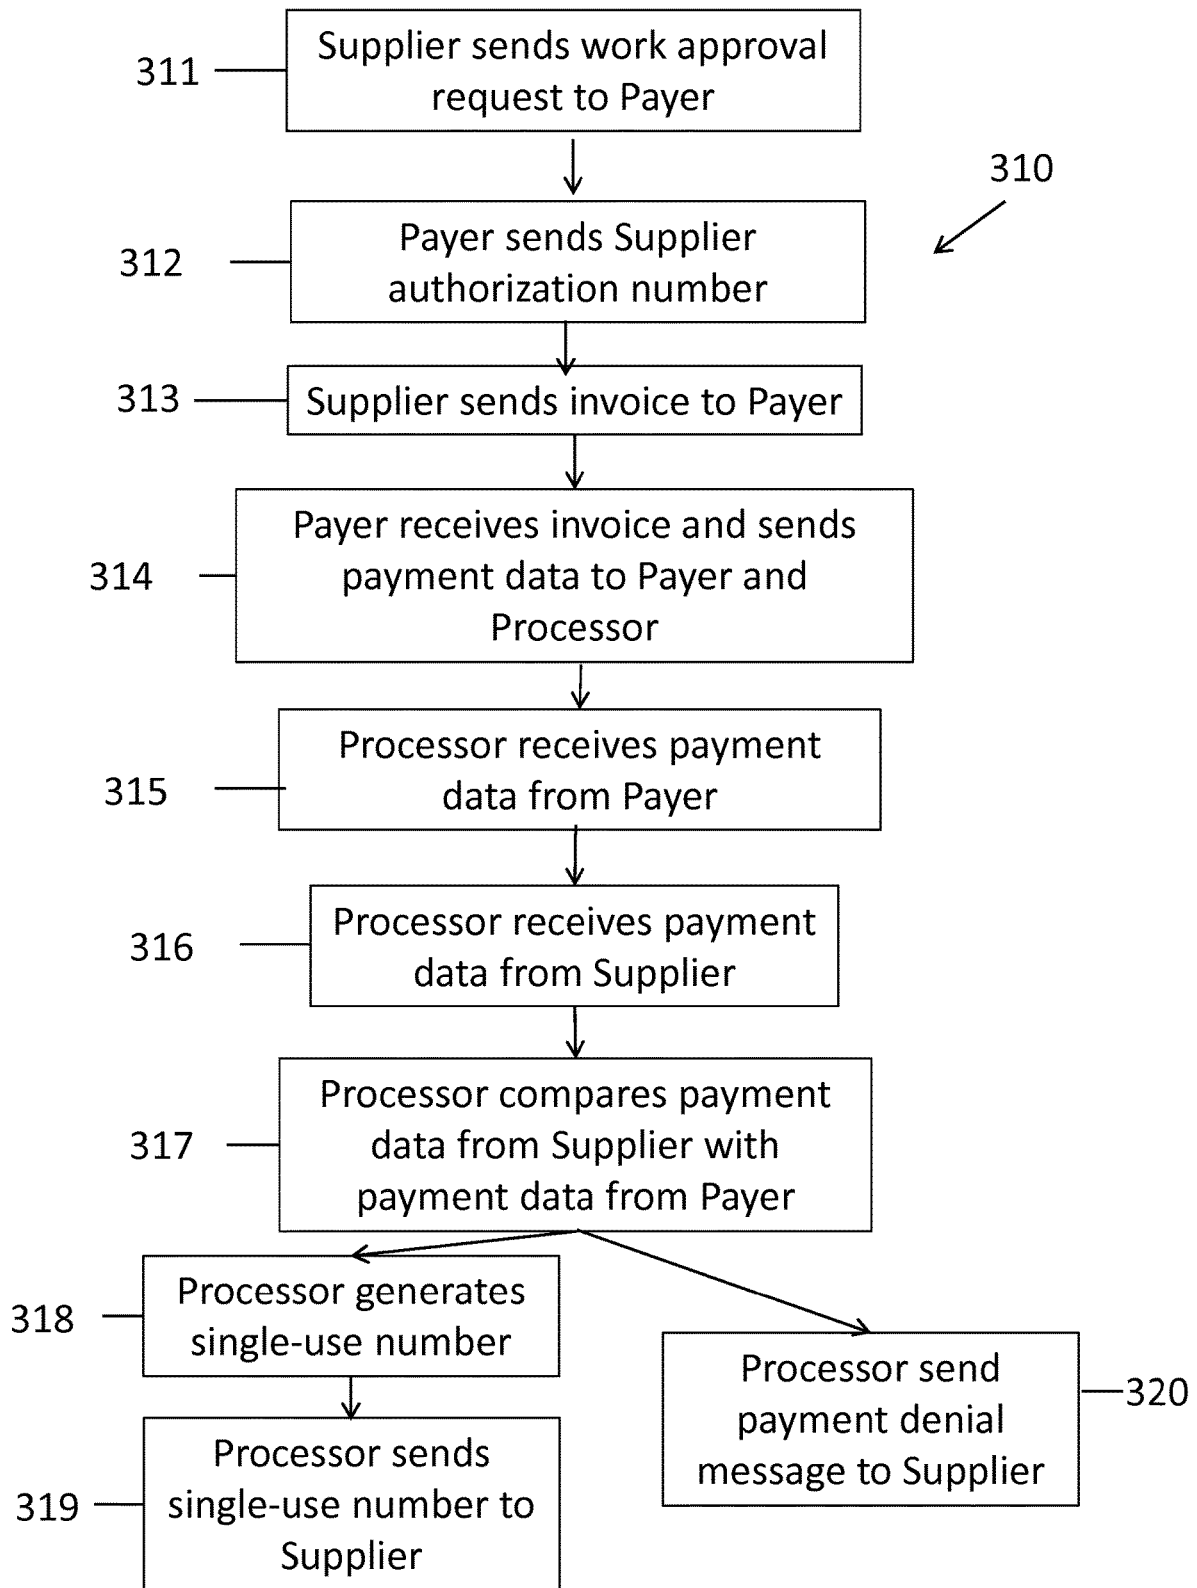 Supplier sends work approval
request to Payer
311
310
Payer sends Supplier
authorization number
312
313
Supplier sends invoice to Payer
Payer receives invoice and sends
payment data to Payer and
Processor
314
Processor receives payment
data from Payer
315
Processor receives payment
data from Supplier
316
Processor compares payment
data from Supplier with
payment data from Payer
317
Processor generates
single-use number
318
Processor send
payment denial
message to Supplier
320
Processor sends
single-use number to
Supplier
319